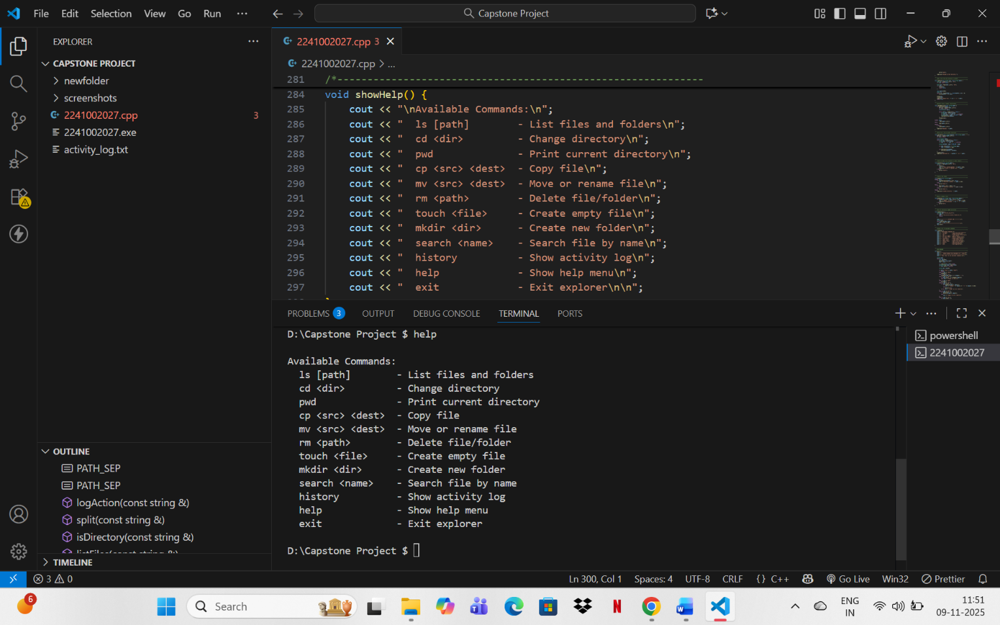 File Edit Selection View Go Run ··· Capstone Project
EXPLORER ···
CAPSTONE PROJECT
newfolder
screenshots
2241002027.cpp 3
2241002027.exe
activity_log.txt
OUTLINE
PATH_SEP
PATH_SEP
logAction(const string &)
split(const string &)
isDirectory(const string &)
listFiles(const string &)
TIMELINE
2241002027.cpp 3
2241002027.cpp > ...
281 /*-------------------------------------------------------------
284 void showHelp() {
285 cout << "\nAvailable Commands:\n";
286 cout << "  ls [path]        - List files and folders\n";
287 cout << "  cd <dir>         - Change directory\n";
288 cout << "  pwd              - Print current directory\n";
289 cout << "  cp <src> <dest>  - Copy file\n";
290 cout << "  mv <src> <dest>  - Move or rename file\n";
291 cout << "  rm <path>        - Delete file/folder\n";
292 cout << "  touch <file>     - Create empty file\n";
293 cout << "  mkdir <dir>      - Create new folder\n";
294 cout << "  search <name>    - Search file by name\n";
295 cout << "  history          - Show activity log\n";
296 cout << "  help             - Show help menu\n";
297 cout << "  exit             - Exit explorer\n\n";
PROBLEMS 3 OUTPUT DEBUG CONSOLE TERMINAL PORTS
D:\Capstone Project $ help
Available Commands:
ls [path]        - List files and folders
cd <dir>         - Change directory
pwd              - Print current directory
cp <src> <dest>  - Copy file
mv <src> <dest>  - Move or rename file
rm <path>        - Delete file/folder
touch <file>     - Create empty file
mkdir <dir>      - Create new folder
search <name>    - Search file by name
history          - Show activity log
help             - Show help menu
exit             - Exit explorer
D:\Capstone Project $
powershell
2241002027
3 0 Ln 300, Col 1 Spaces: 4 UTF-8 CRLF {} C++ Go Live Win32 Prettier
6 Search ENG IN 11:51
09-11-2025